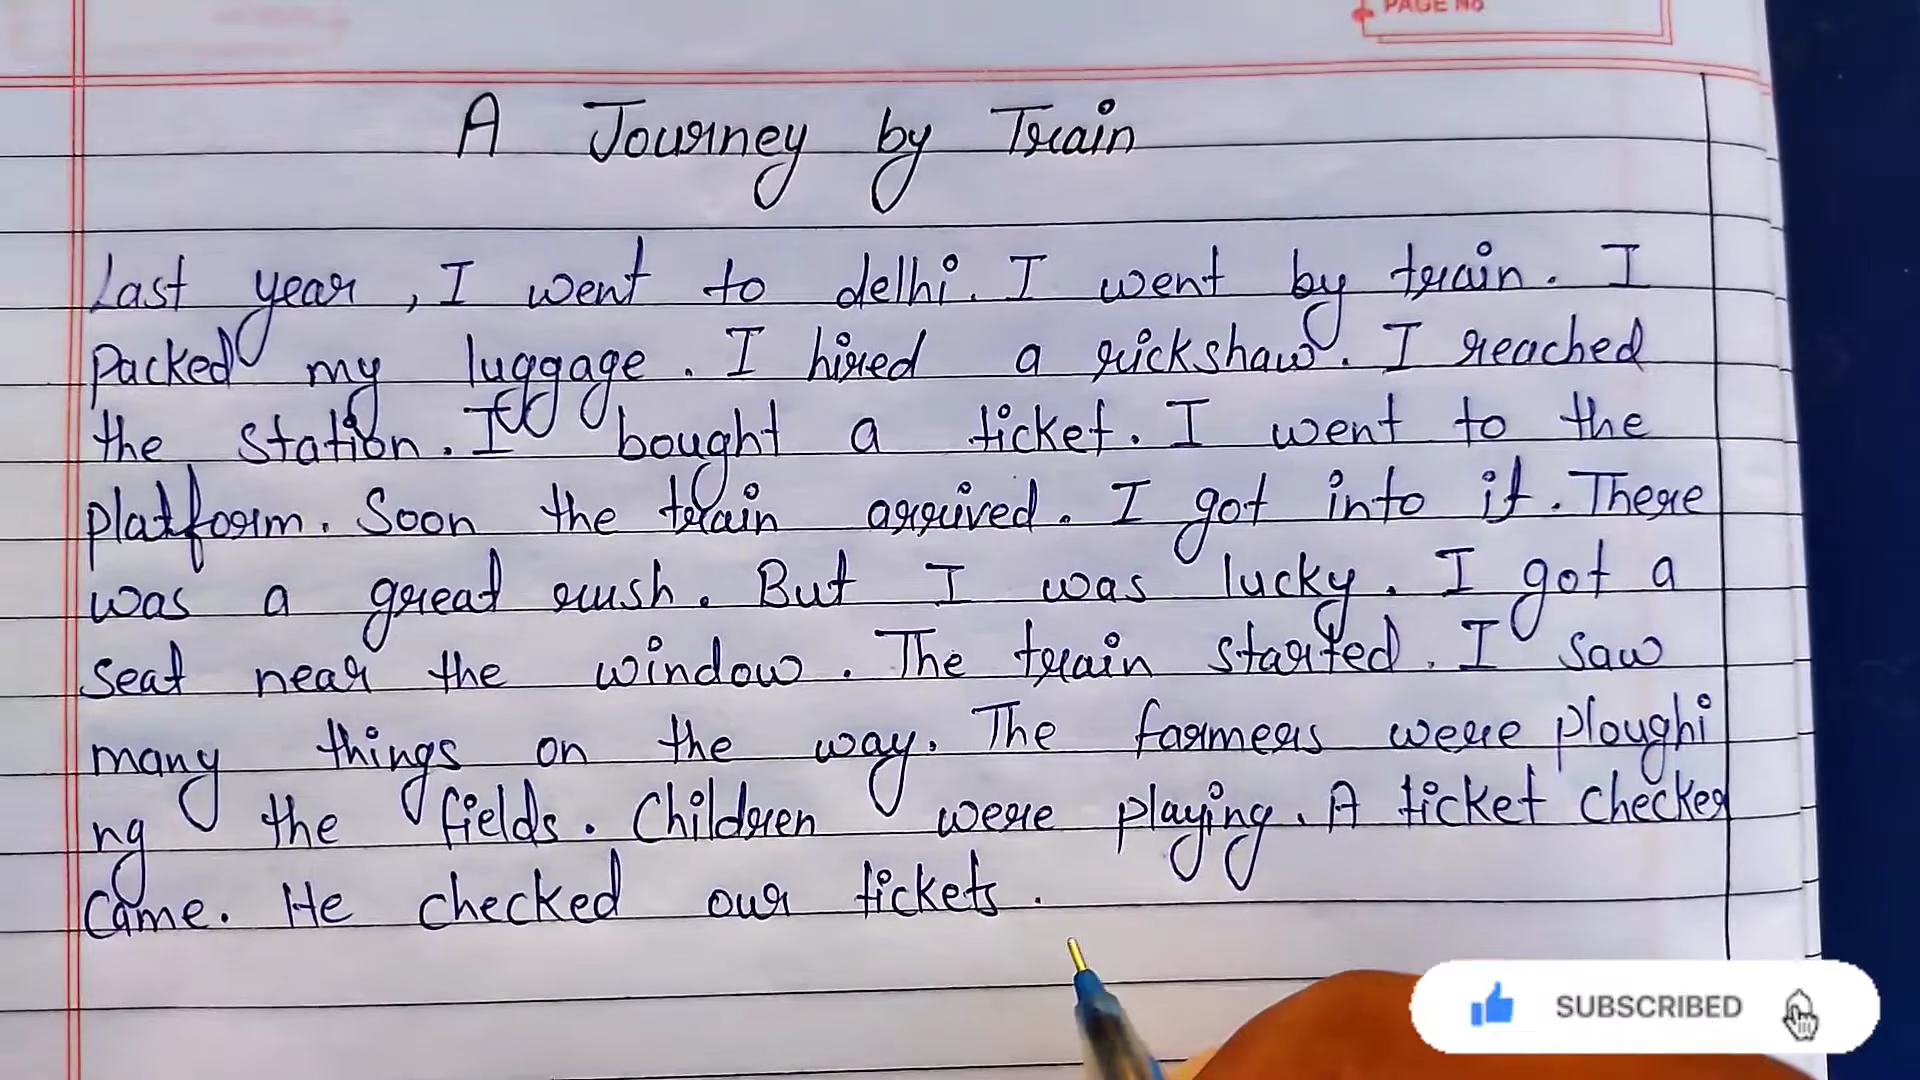 PAGE No
A Journey by Train
Last year, I went to delhi. I went by train. I
Packed my luggage. I hired a rickshaw. I reached
the station. I bought a ticket. I went to the
platform. Soon the train arrived. I got into it. There
was a great rush. But I was lucky. I got a
seat near the window. The train started. I saw
many things on the way. The farmers were ploughi
ng the fields. Children were playing. A ticket checker
came. He checked our tickets.
SUBSCRIBED